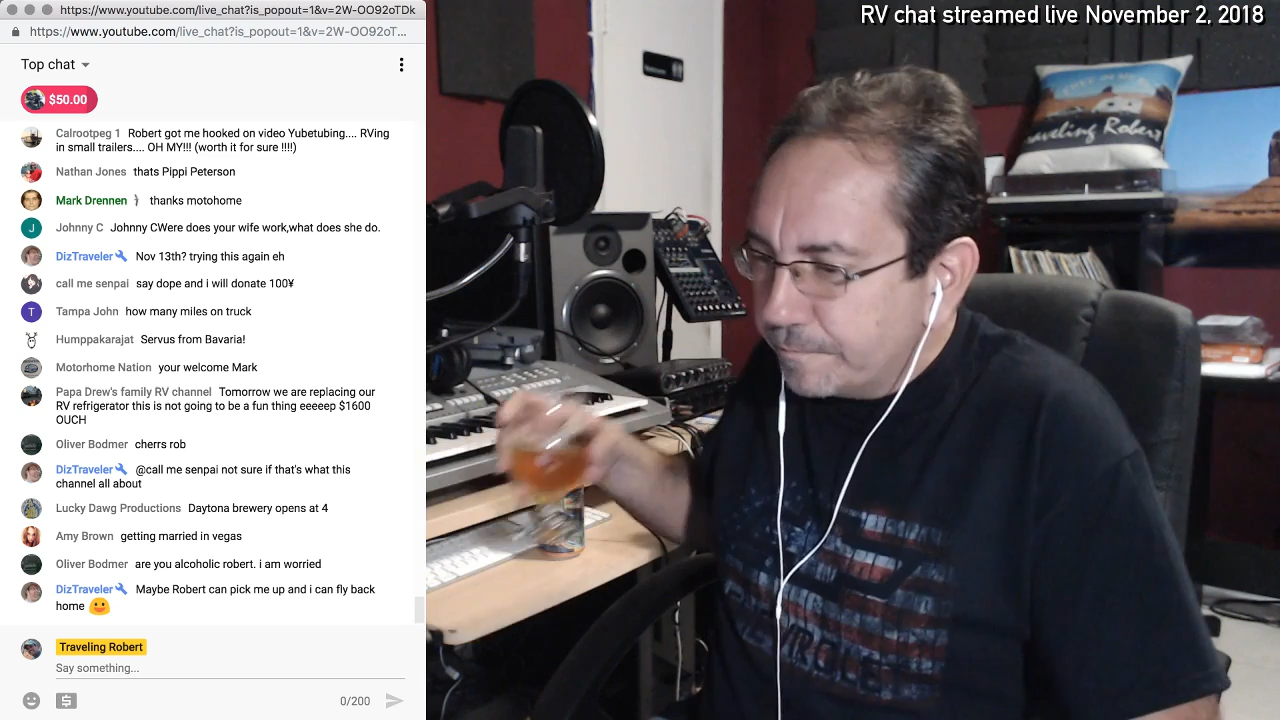 https://www.youtube.com/live_chat?is_popout=1&v=2W-OO92oTDk
https://www.youtube.com/live_chat?is_popout=1&v=2W-OO92oT...
Top chat
$50.00
Calrootpeg 1 Robert got me hooked on video Yubetubing.... RVing
in small trailers.... OH MY!!! (worth it for sure !!!!)
Nathan Jones thats Pippi Peterson
Mark Drennen thanks motohome
Johnny C Johnny CWere does your wife work,what does she do.
DizTraveler Nov 13th? trying this again eh
call me senpai say dope and i will donate 100¥
Tampa John how many miles on truck
Humppakarajat Servus from Bavaria!
Motorhome Nation your welcome Mark
Papa Drew's family RV channel Tomorrow we are replacing our
RV refrigerator this is not going to be a fun thing eeeeep $1600
OUCH
Oliver Bodmer cherrs rob
DizTraveler @call me senpai not sure if that's what this
channel all about
Lucky Dawg Productions Daytona brewery opens at 4
Amy Brown getting married in vegas
Oliver Bodmer are you alcoholic robert. i am worried
DizTraveler Maybe Robert can pick me up and i can fly back
home
Traveling Robert
Say something...
0/200
RV chat streamed live November 2, 2018
Traveling Robert